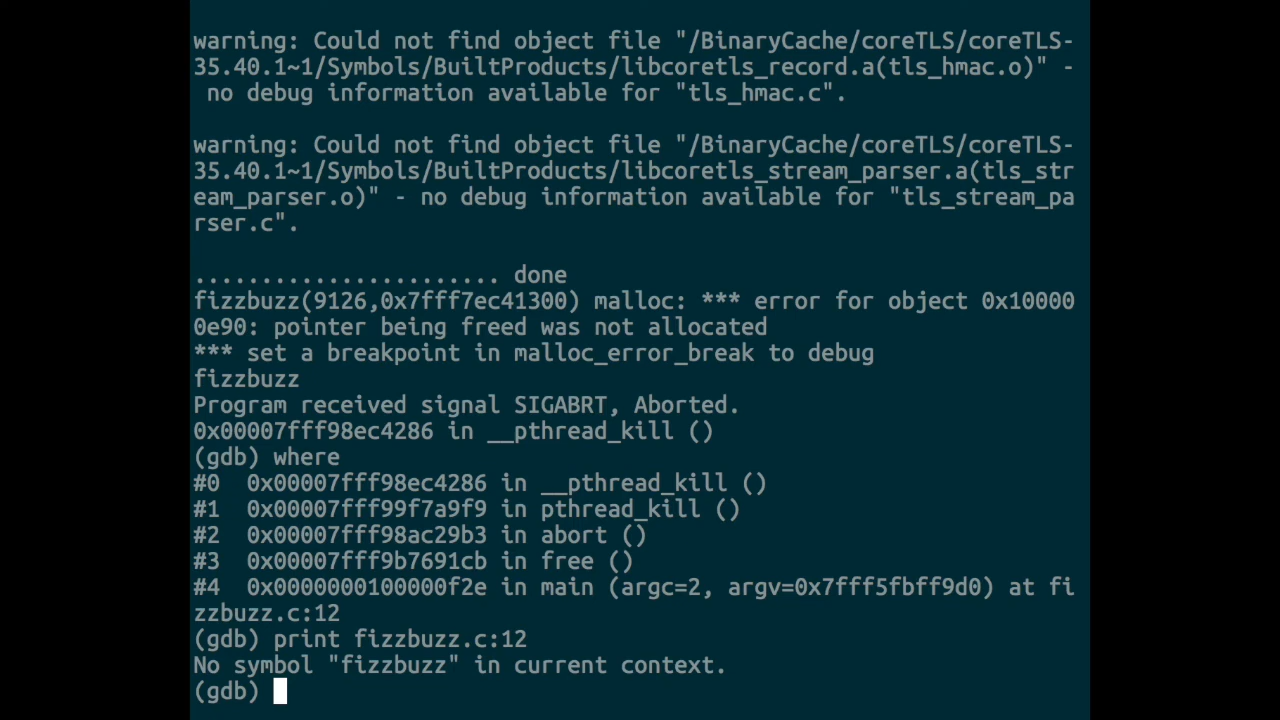 warning: Could not find object file "/BinaryCache/coreTLS/coreTLS-
35.40.1~1/Symbols/BuiltProducts/libcoretls_record.a(tls_hmac.o)" -
 no debug information available for "tls_hmac.c".
warning: Could not find object file "/BinaryCache/coreTLS/coreTLS-
35.40.1~1/Symbols/BuiltProducts/libcoretls_stream_parser.a(tls_str
eam_parser.o)" - no debug information available for "tls_stream_pa
rser.c".
....................... done
fizzbuzz(9126,0x7fff7ec41300) malloc: *** error for object 0x10000
0e90: pointer being freed was not allocated
*** set a breakpoint in malloc_error_break to debug
fizzbuzz
Program received signal SIGABRT, Aborted.
0x00007fff98ec4286 in __pthread_kill ()
(gdb) where
#0  0x00007fff98ec4286 in __pthread_kill ()
#1  0x00007fff99f7a9f9 in pthread_kill ()
#2  0x00007fff98ac29b3 in abort ()
#3  0x00007fff9b7691cb in free ()
#4  0x0000000100000f2e in main (argc=2, argv=0x7fff5fbff9d0) at fi
zzbuzz.c:12
(gdb) print fizzbuzz.c:12
No symbol "fizzbuzz" in current context.
(gdb)